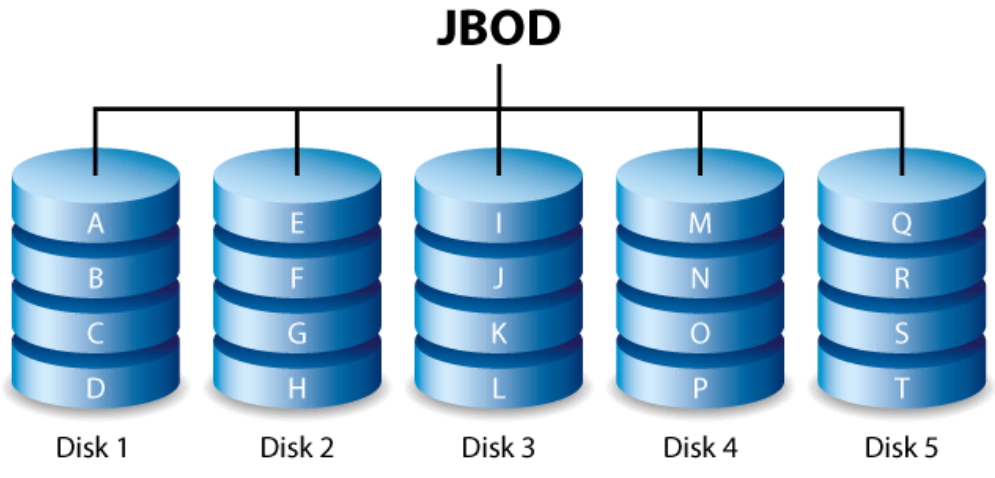 JBOD
A E I M Q
B F J N R
C G K O S
D H L P T
Disk 1 Disk 2 Disk 3 Disk 4 Disk 5